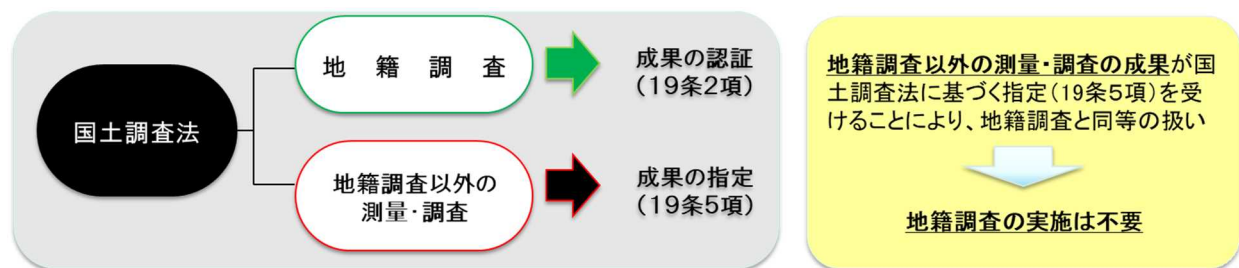 国土調査法
地籍調査
成果の認証
(19条2項)
地籍調査以外の
測量・調査
成果の指定
(19条5項)
地籍調査以外の測量・調査の成果が国
土調査法に基づく指定(19条5項)を受
けることにより、地籍調査と同等の扱い
地籍調査の実施は不要